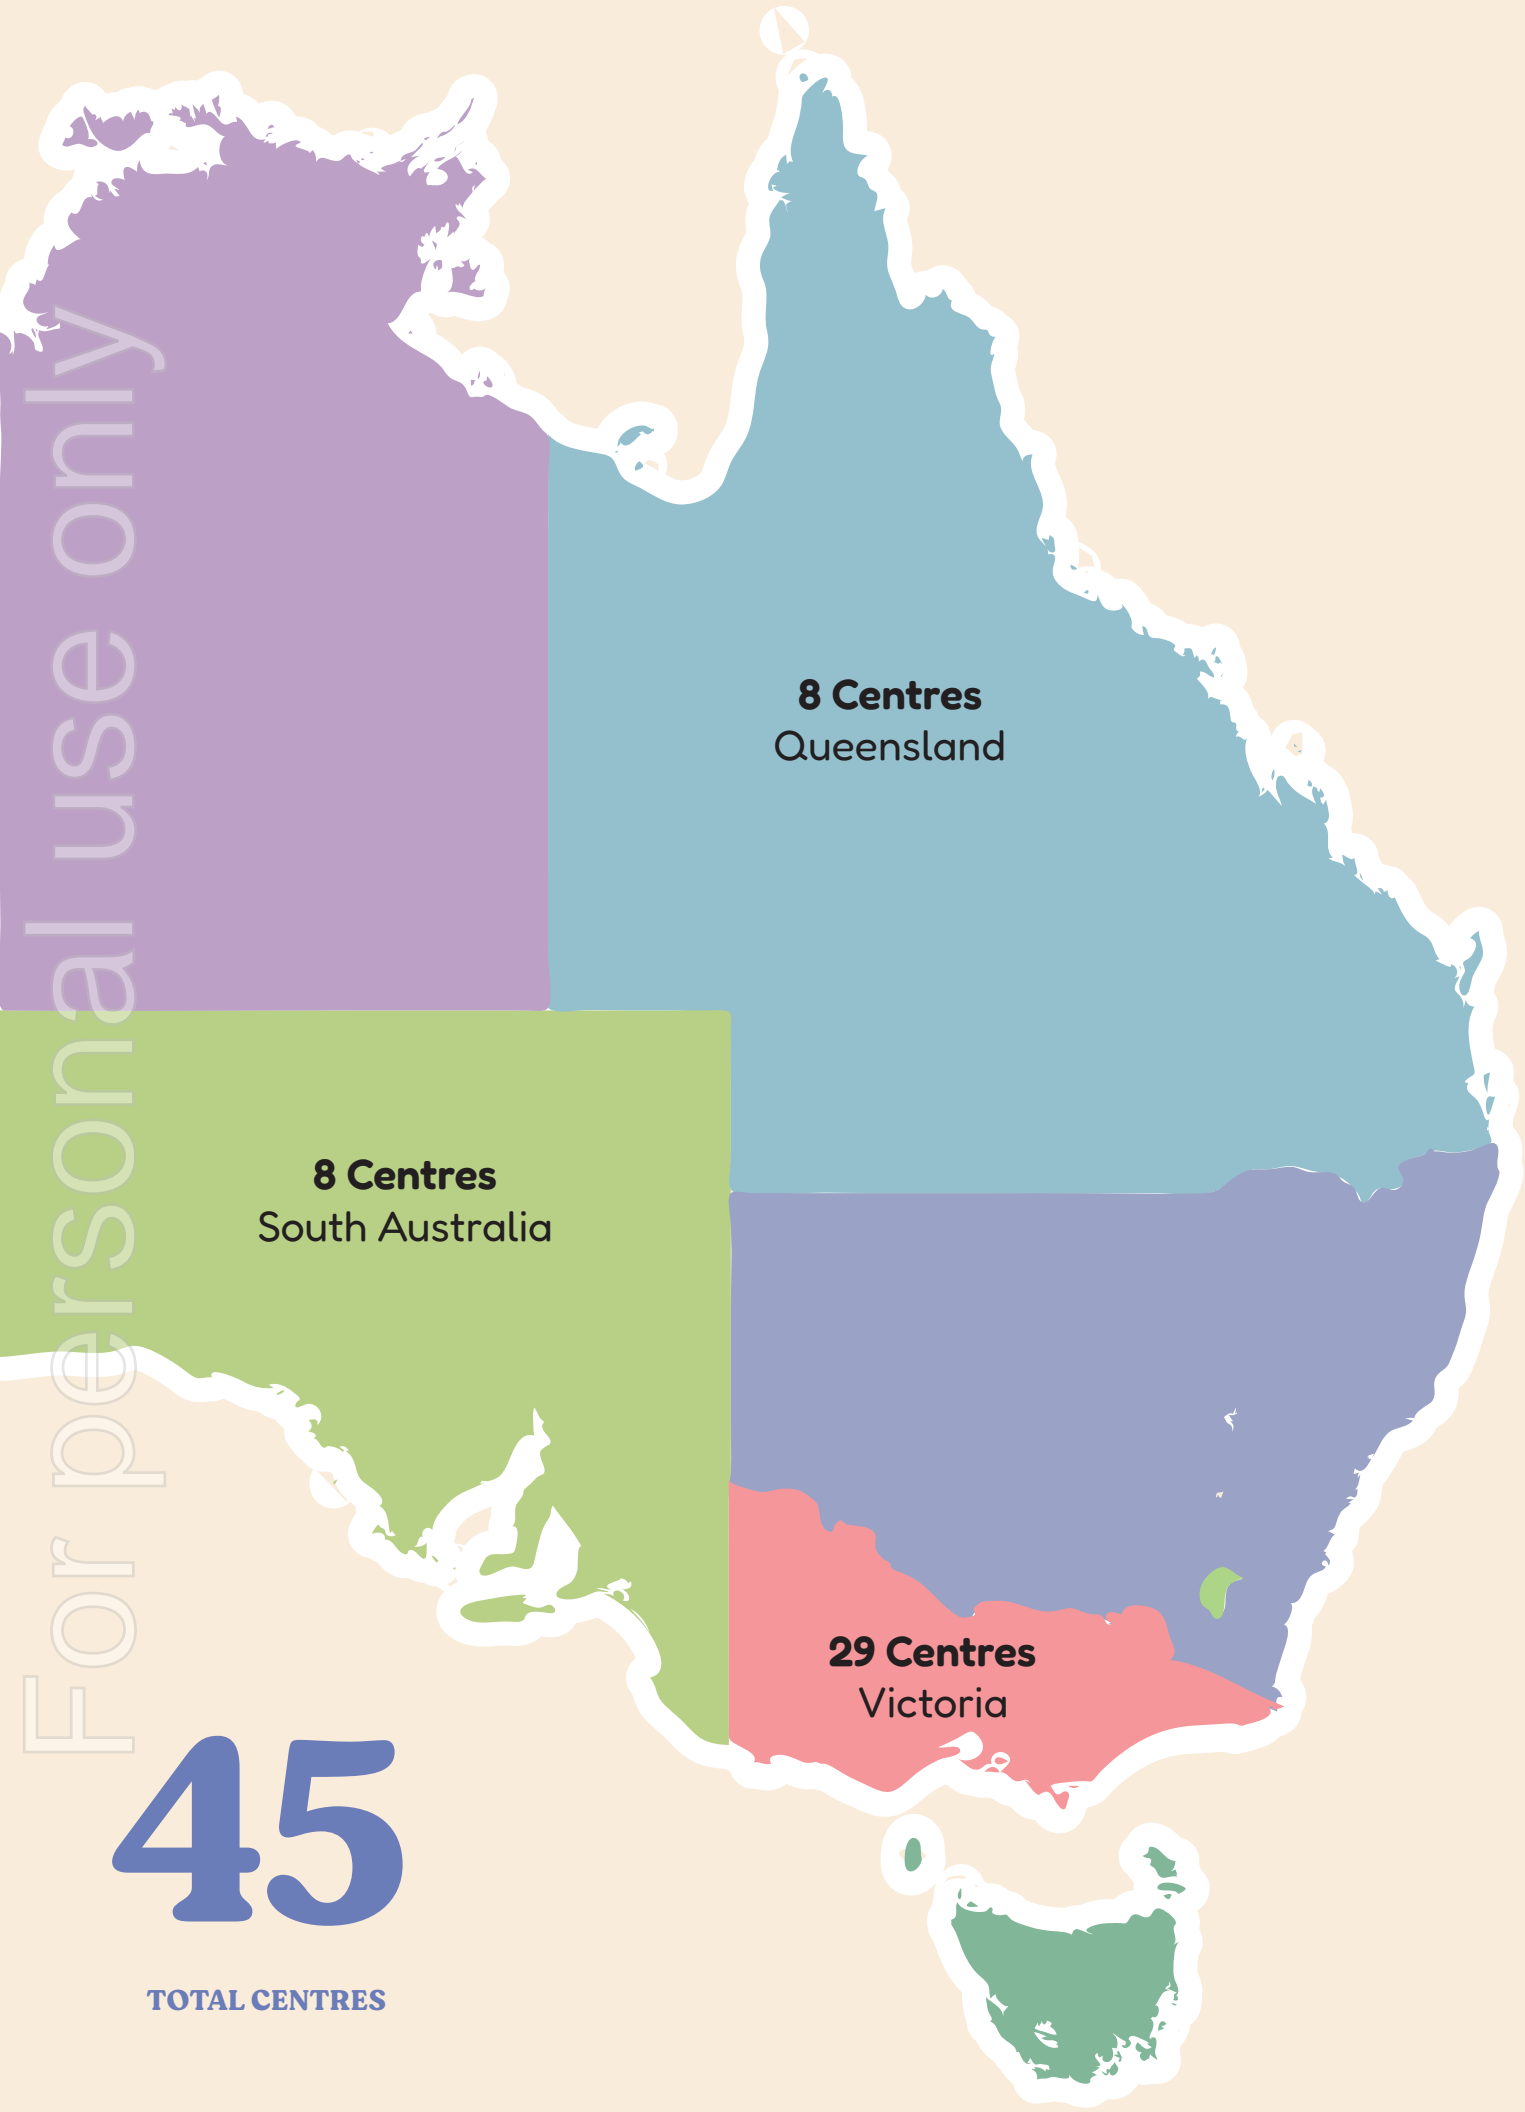 8 Centres
Queensland
8 Centres
South Australia
29 Centres
Victoria
45
TOTAL CENTRES
For personal use only